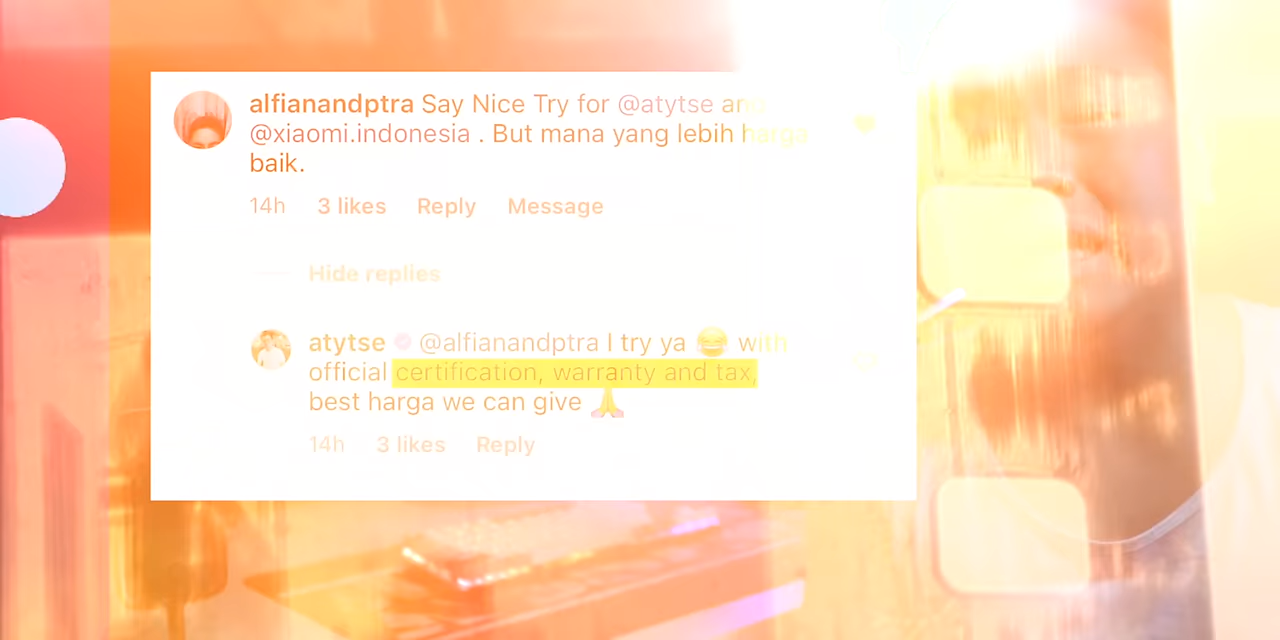 alfianandptra Say Nice Try for @atytse and
@xiaomi.indonesia . But mana yang lebih harga
baik.
14h 3 likes Reply Message
Hide replies
atytse @alfianandptra I try ya 😂 with
official certification, warranty and tax,
best harga we can give 🙏
14h 3 likes Reply